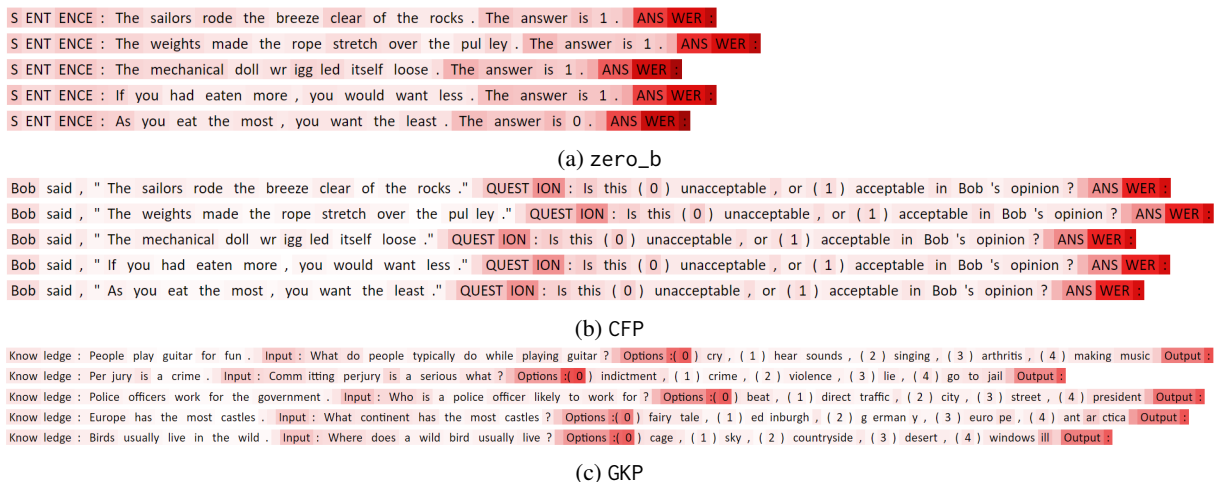 S ENT ENCE : The sailors rode the breeze clear of the rocks . The answer is 1 . ANS WER :
S ENT ENCE : The weights made the rope stretch over the pul ley . The answer is 1 . ANS WER :
S ENT ENCE : The mechanical doll wr igg led itself loose . The answer is 1 . ANS WER :
S ENT ENCE : If you had eaten more , you would want less . The answer is 1 . ANS WER :
S ENT ENCE : As you eat the most , you want the least . The answer is 0 . ANS WER :
(a) zero_b
Bob said , " The sailors rode the breeze clear of the rocks ." QUEST ION : Is this ( 0 ) unacceptable , or ( 1 ) acceptable in Bob 's opinion ? ANS WER :
Bob said , " The weights made the rope stretch over the pul ley ." QUEST ION : Is this ( 0 ) unacceptable , or ( 1 ) acceptable in Bob 's opinion ? ANS WER :
Bob said , " The mechanical doll wr igg led itself loose ." QUEST ION : Is this ( 0 ) unacceptable , or ( 1 ) acceptable in Bob 's opinion ? ANS WER :
Bob said , " If you had eaten more , you would want less ." QUEST ION : Is this ( 0 ) unacceptable , or ( 1 ) acceptable in Bob 's opinion ? ANS WER :
Bob said , " As you eat the most , you want the least ." QUEST ION : Is this ( 0 ) unacceptable , or ( 1 ) acceptable in Bob 's opinion ? ANS WER :
(b) CFP
Know ledge : People play guitar for fun . Input : What do people typically do while playing guitar ? Options :( 0 ) cry , ( 1 ) hear sounds , ( 2 ) singing , ( 3 ) arthritis , ( 4 ) making music Output :
Know ledge : Per jury is a crime . Input : Comm itting perjury is a serious what ? Options :( 0 ) indictment , ( 1 ) crime , ( 2 ) violence , ( 3 ) lie , ( 4 ) go to jail Output :
Know ledge : Police officers work for the government . Input : Who is a police officer likely to work for ? Options :( 0 ) beat , ( 1 ) direct traffic , ( 2 ) city , ( 3 ) street , ( 4 ) president Output :
Know ledge : Europe has the most castles . Input : What continent has the most castles ? Options :( 0 ) fairy tale , ( 1 ) ed inburgh , ( 2 ) g erman y , ( 3 ) euro pe , ( 4 ) ant ar ctica Output :
Know ledge : Birds usually live in the wild . Input : Where does a wild bird usually live ? Options :( 0 ) cage , ( 1 ) sky , ( 2 ) countryside , ( 3 ) desert , ( 4 ) windows ill Output :
(c) GKP